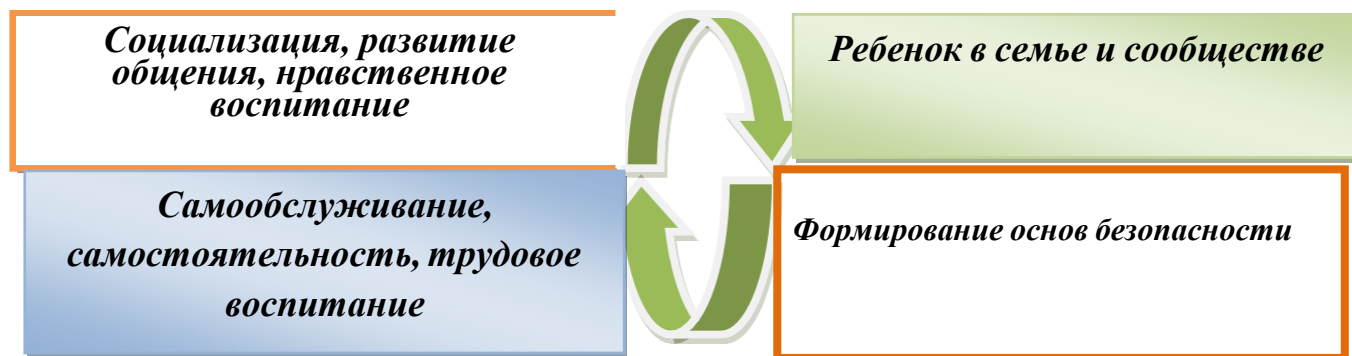 Социализация, развитие
общения, нравственное
воспитание
Ребенок в семье и сообществе
Самообслуживание,
самостоятельность, трудовое
воспитание
Формирование основ безопасности